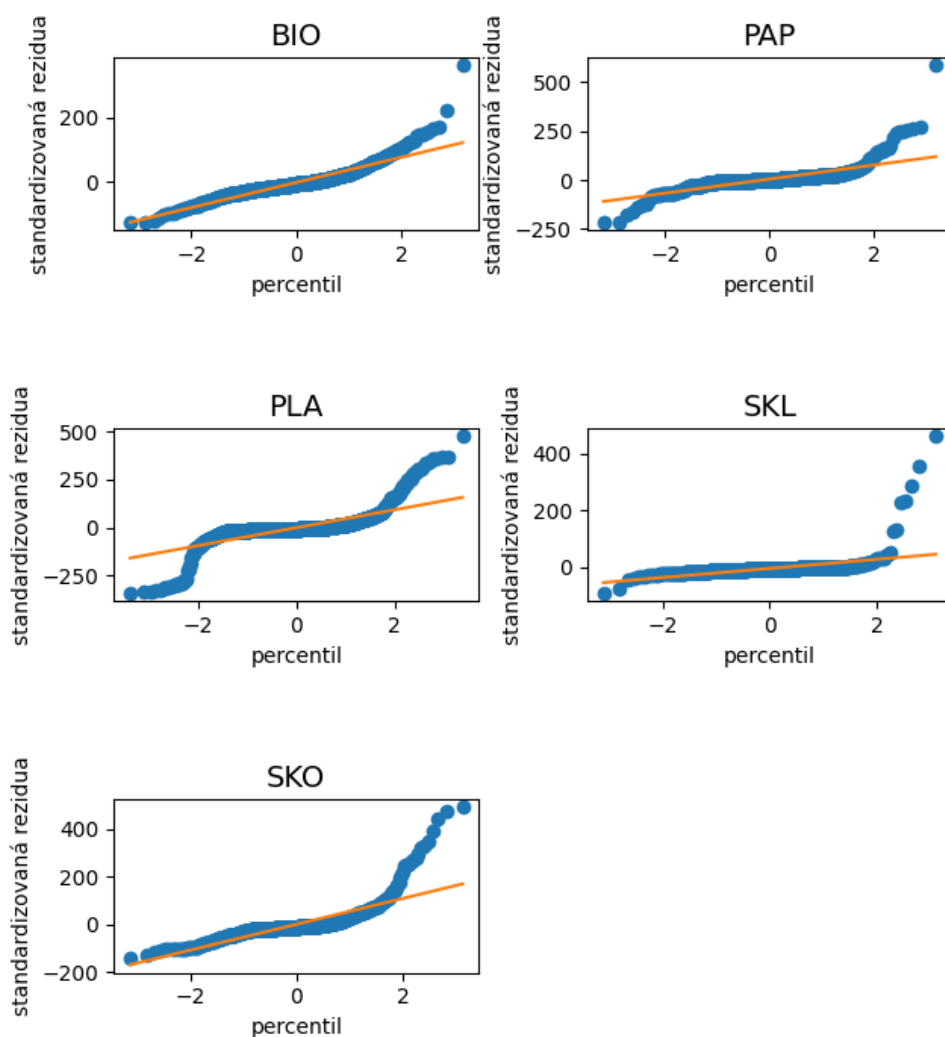 BIO
standardizovaná rezidua
200
0
−2
0
2
percentil
PAP
standardizovaná rezidua
500
250
0
−250
−2
0
2
percentil
PLA
standardizovaná rezidua
500
250
0
−250
−2
0
2
percentil
SKL
standardizovaná rezidua
400
200
0
−2
0
2
percentil
SKO
standardizovaná rezidua
400
200
0
−200
−2
0
2
percentil